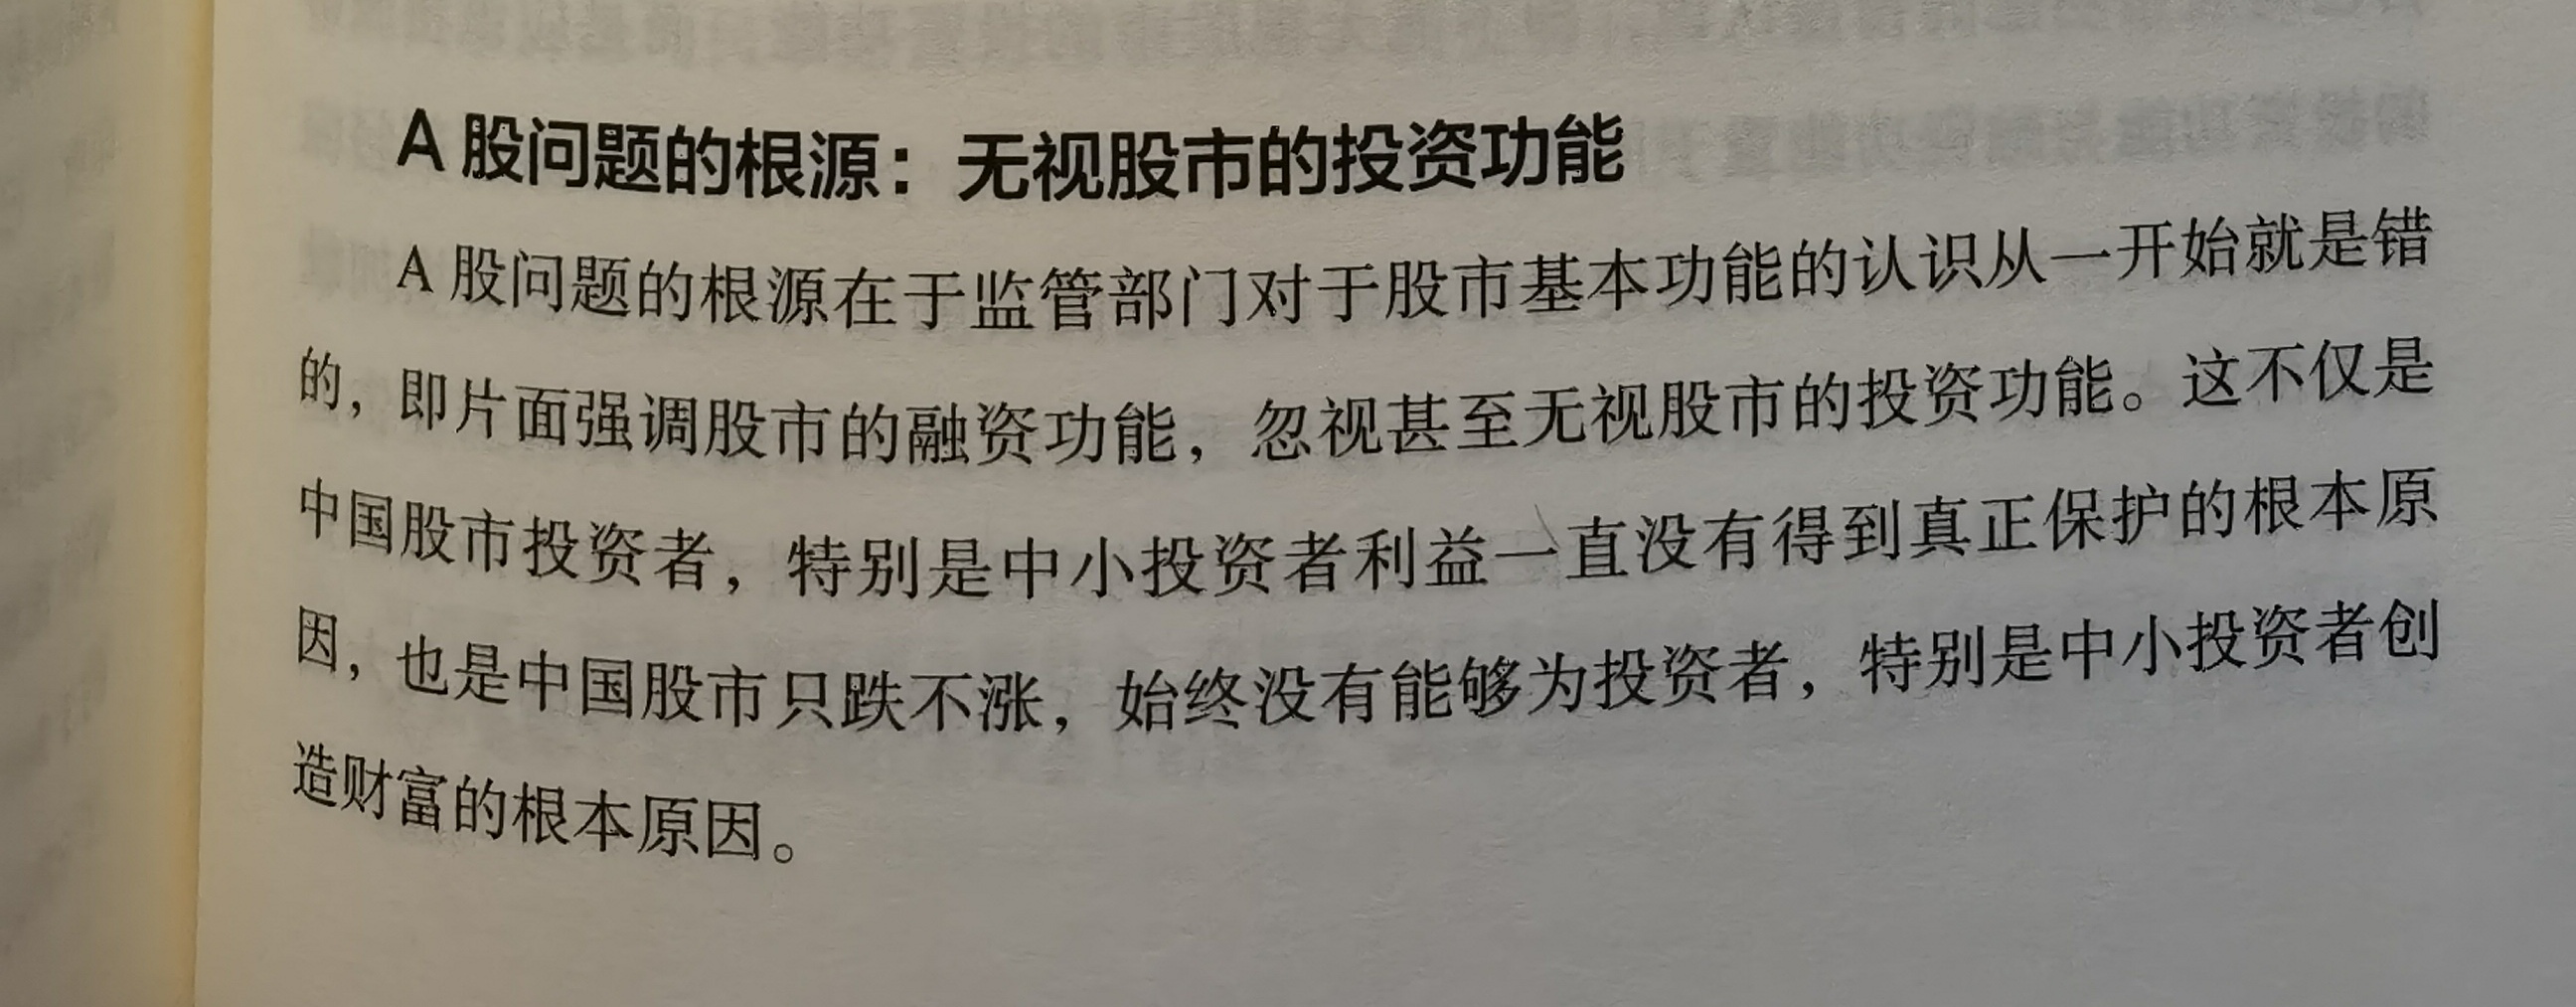 A 股问题的根源：无视股市的投资功能
A 股问题的根源在于监管部门对于股市基本功能的认识从一开始就是错
的，即片面强调股市的融资功能，忽视甚至无视股市的投资功能。这不仅是
中国股市投资者，特别是中小投资者利益一直没有得到真正保护的根本原
因，也是中国股市只跌不涨，始终没有能够为投资者，特别是中小投资者创
造财富的根本原因。